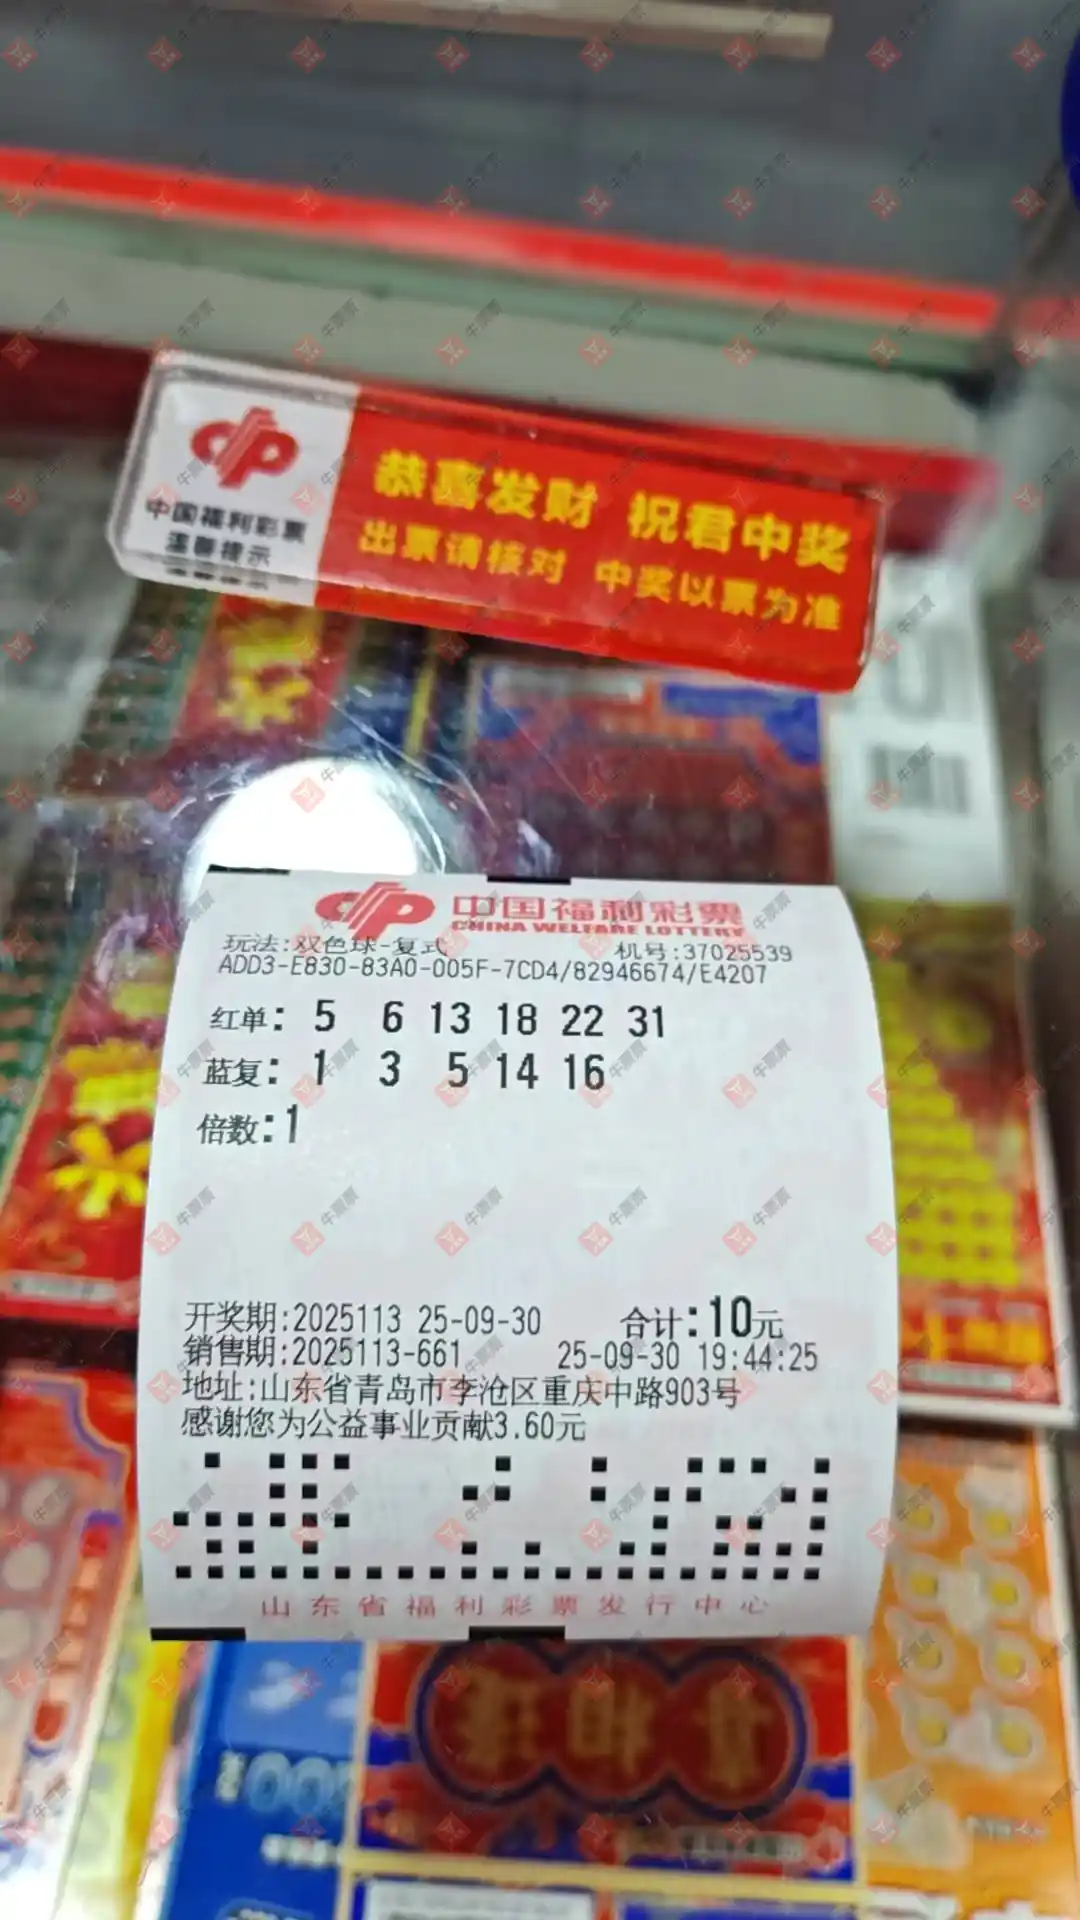 中国福利彩票
温馨提示
恭喜发财 祝君中奖
出票请核对 中奖以票为准
中国福利彩票
CHINA WELFARE LOTTERY
玩法:双色球-复式 机号:37025539
ADD3-E830-83A0-005F-7CD4/82946674/E4207
红单: 5 6 13 18 22 31
蓝复: 1 3 5 14 16
倍数:1
开奖期:2025113 25-09-30 合计:10元
销售期:2025113-661 25-09-30 19:44:25
地址:山东省青岛市李沧区重庆中路903号
感谢您为公益事业贡献3.60元
山东省福利彩票发行中心
牛票票